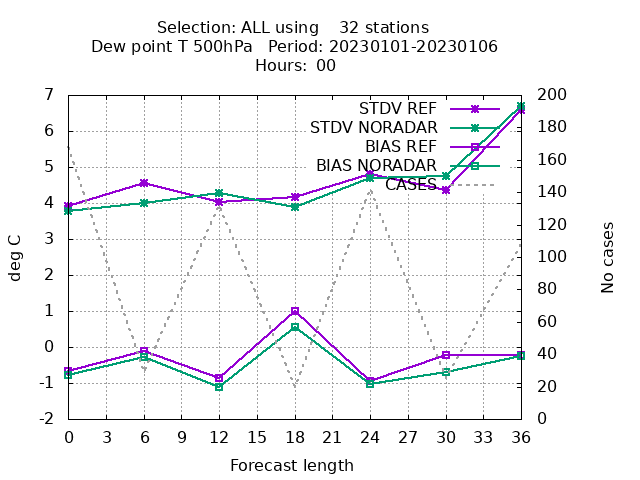 Selection: ALL using    32 stations
Dew point T 500hPa   Period: 20230101-20230106
Hours: 00
7
6
5
4
3
2
1
0
-1
-2
deg C
STDV REF
STDV NORADAR
BIAS REF
BIAS NORADAR
CASES
200
180
160
140
120
100
80
60
40
20
0
No cases
0 3 6 9 12 15 18 21 24 27 30 33 36
Forecast length